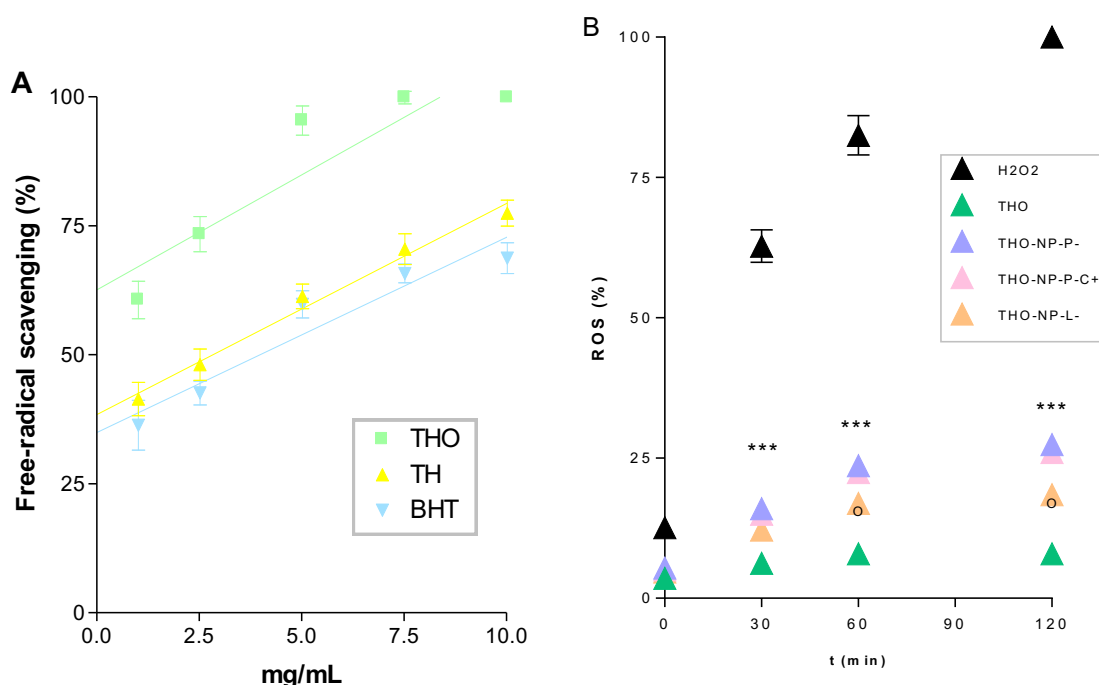 A
Free-radical scavenging (%)
100
75
50
25
0
0.0
2.5
5.0
7.5
10.0
mg/mL
THO
TH
BHT
B
ROS (%)
100
75
50
25
0
0
30
60
90
120
t (min)
H2O2
THO
THO-NP-P-
THO-NP-P-C+
THO-NP-L-
***
***
***
O
O